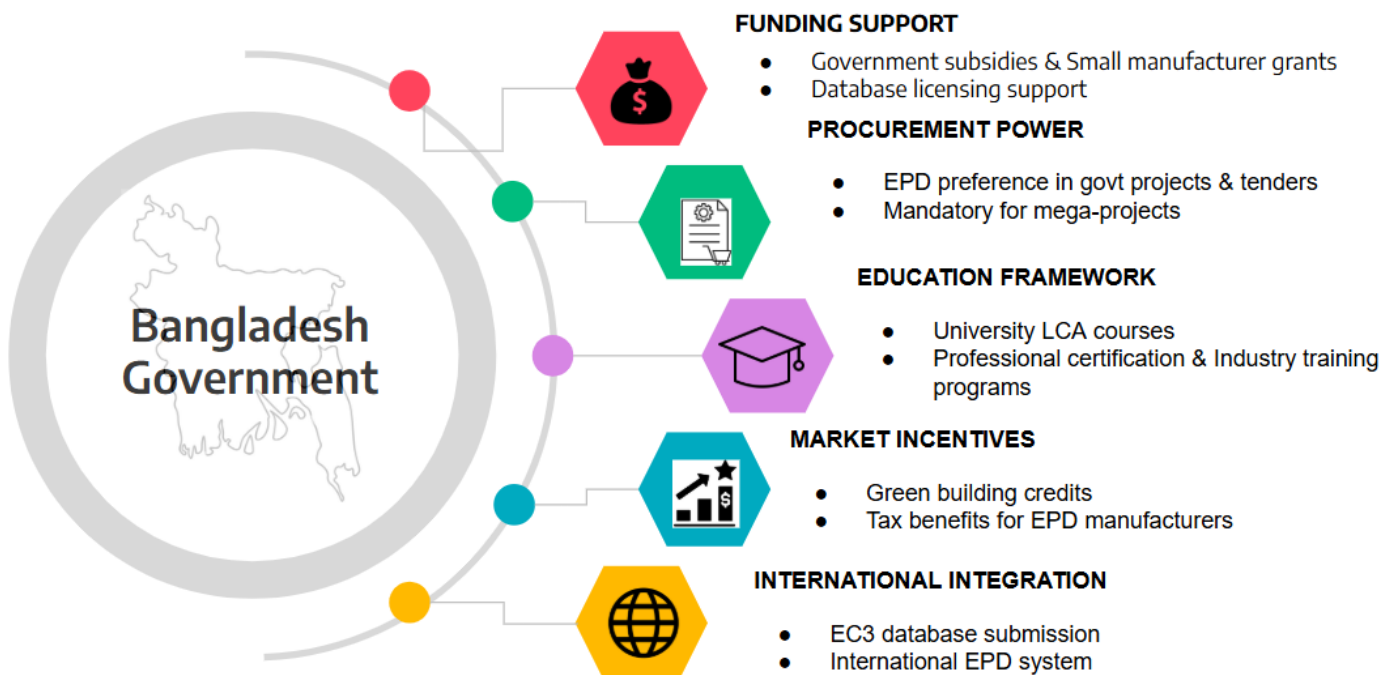 Bangladesh
Government
FUNDING SUPPORT
● Government subsidies & Small manufacturer grants
● Database licensing support
PROCUREMENT POWER
● EPD preference in govt projects & tenders
● Mandatory for mega-projects
EDUCATION FRAMEWORK
● University LCA courses
● Professional certification & Industry training
programs
MARKET INCENTIVES
● Green building credits
● Tax benefits for EPD manufacturers
INTERNATIONAL INTEGRATION
● EC3 database submission
● International EPD system
$
$